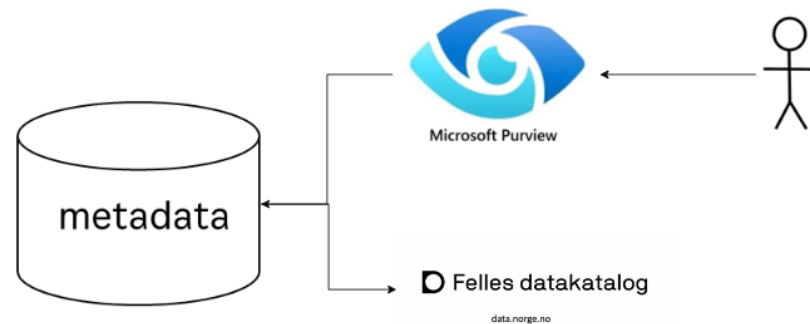 Microsoft Purview
metadata
Felles datakatalog
data.norge.no